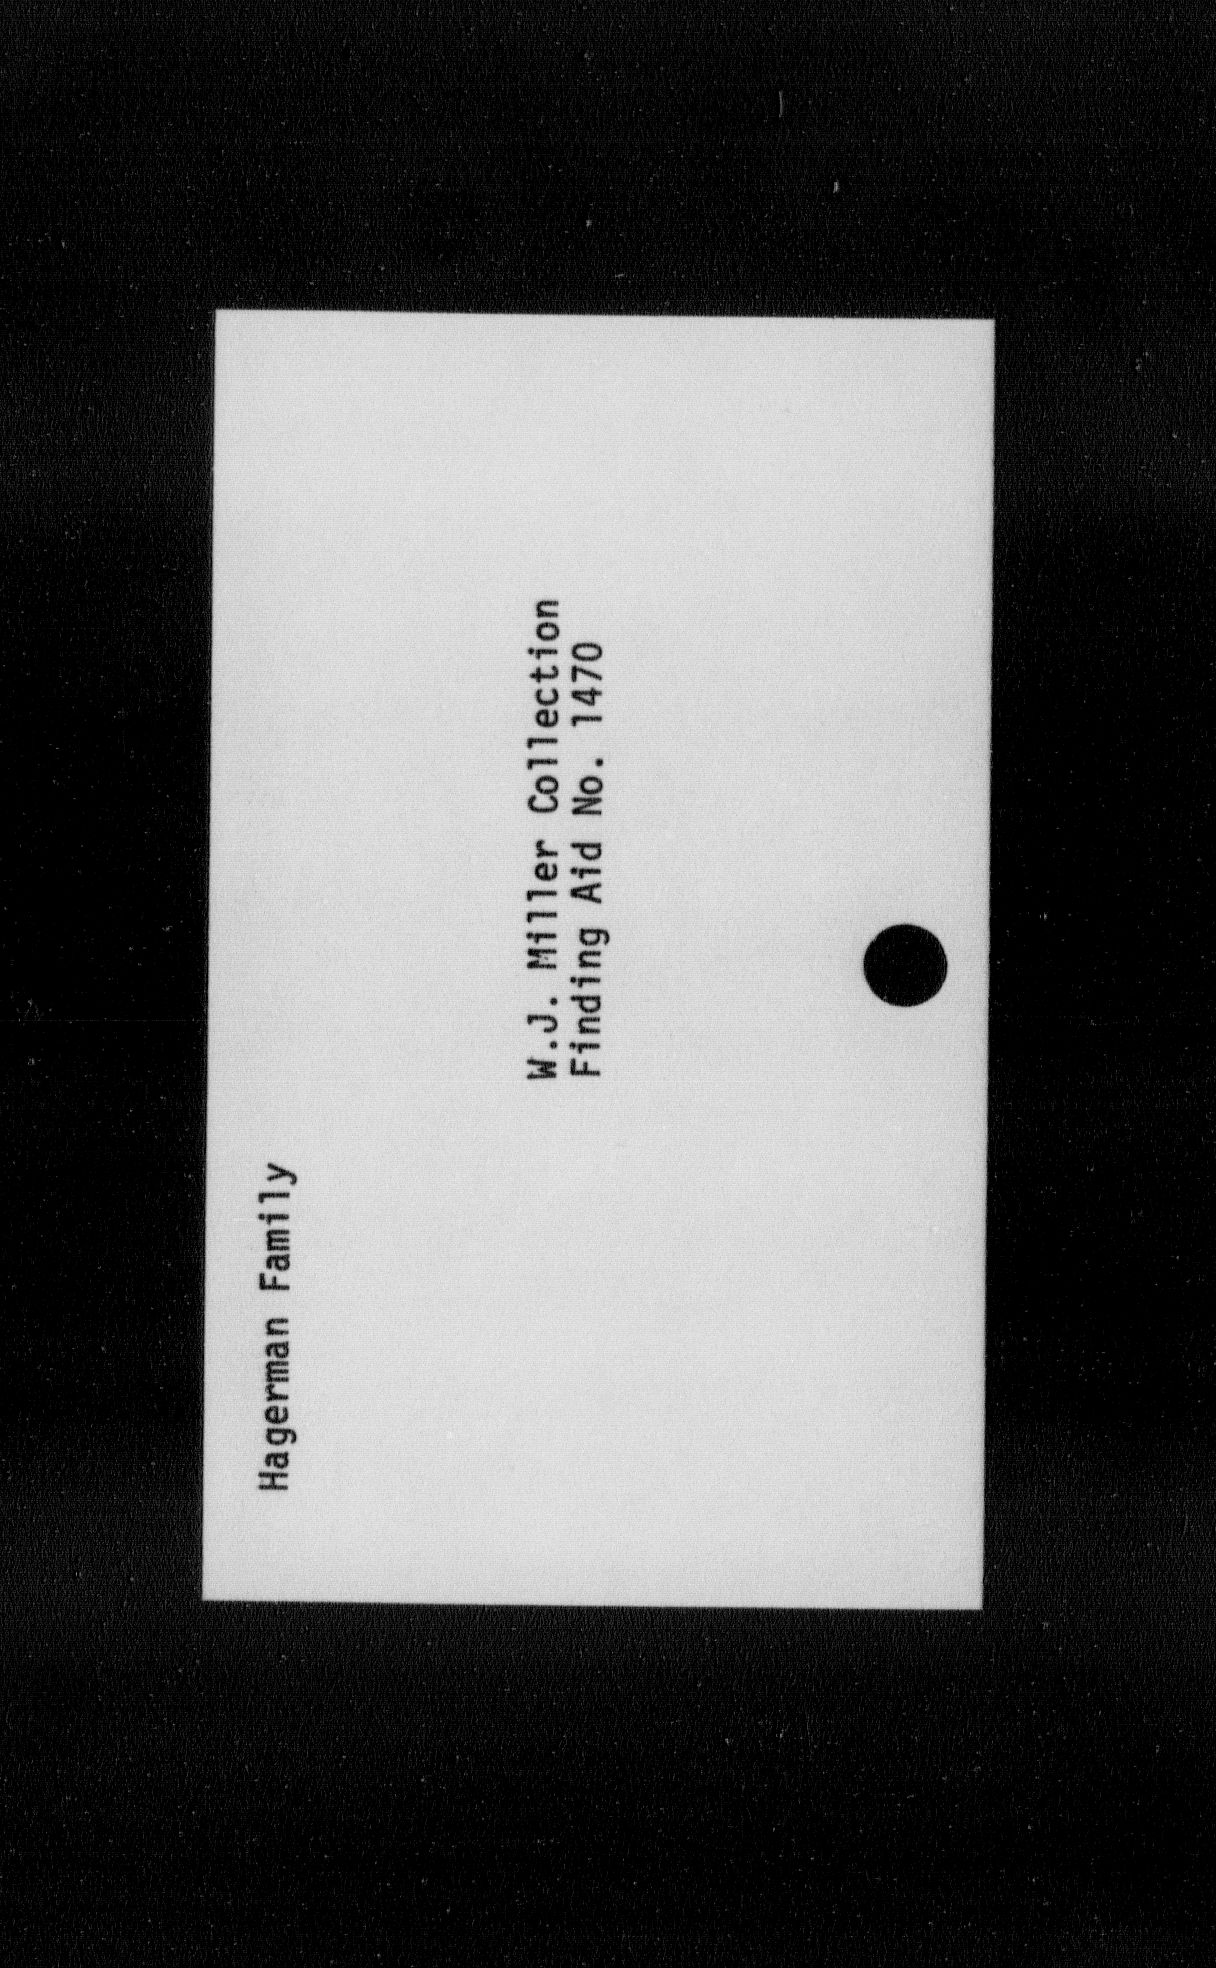 Hagerman Family
W.J. Miller Collection
Finding Aid No. 1470